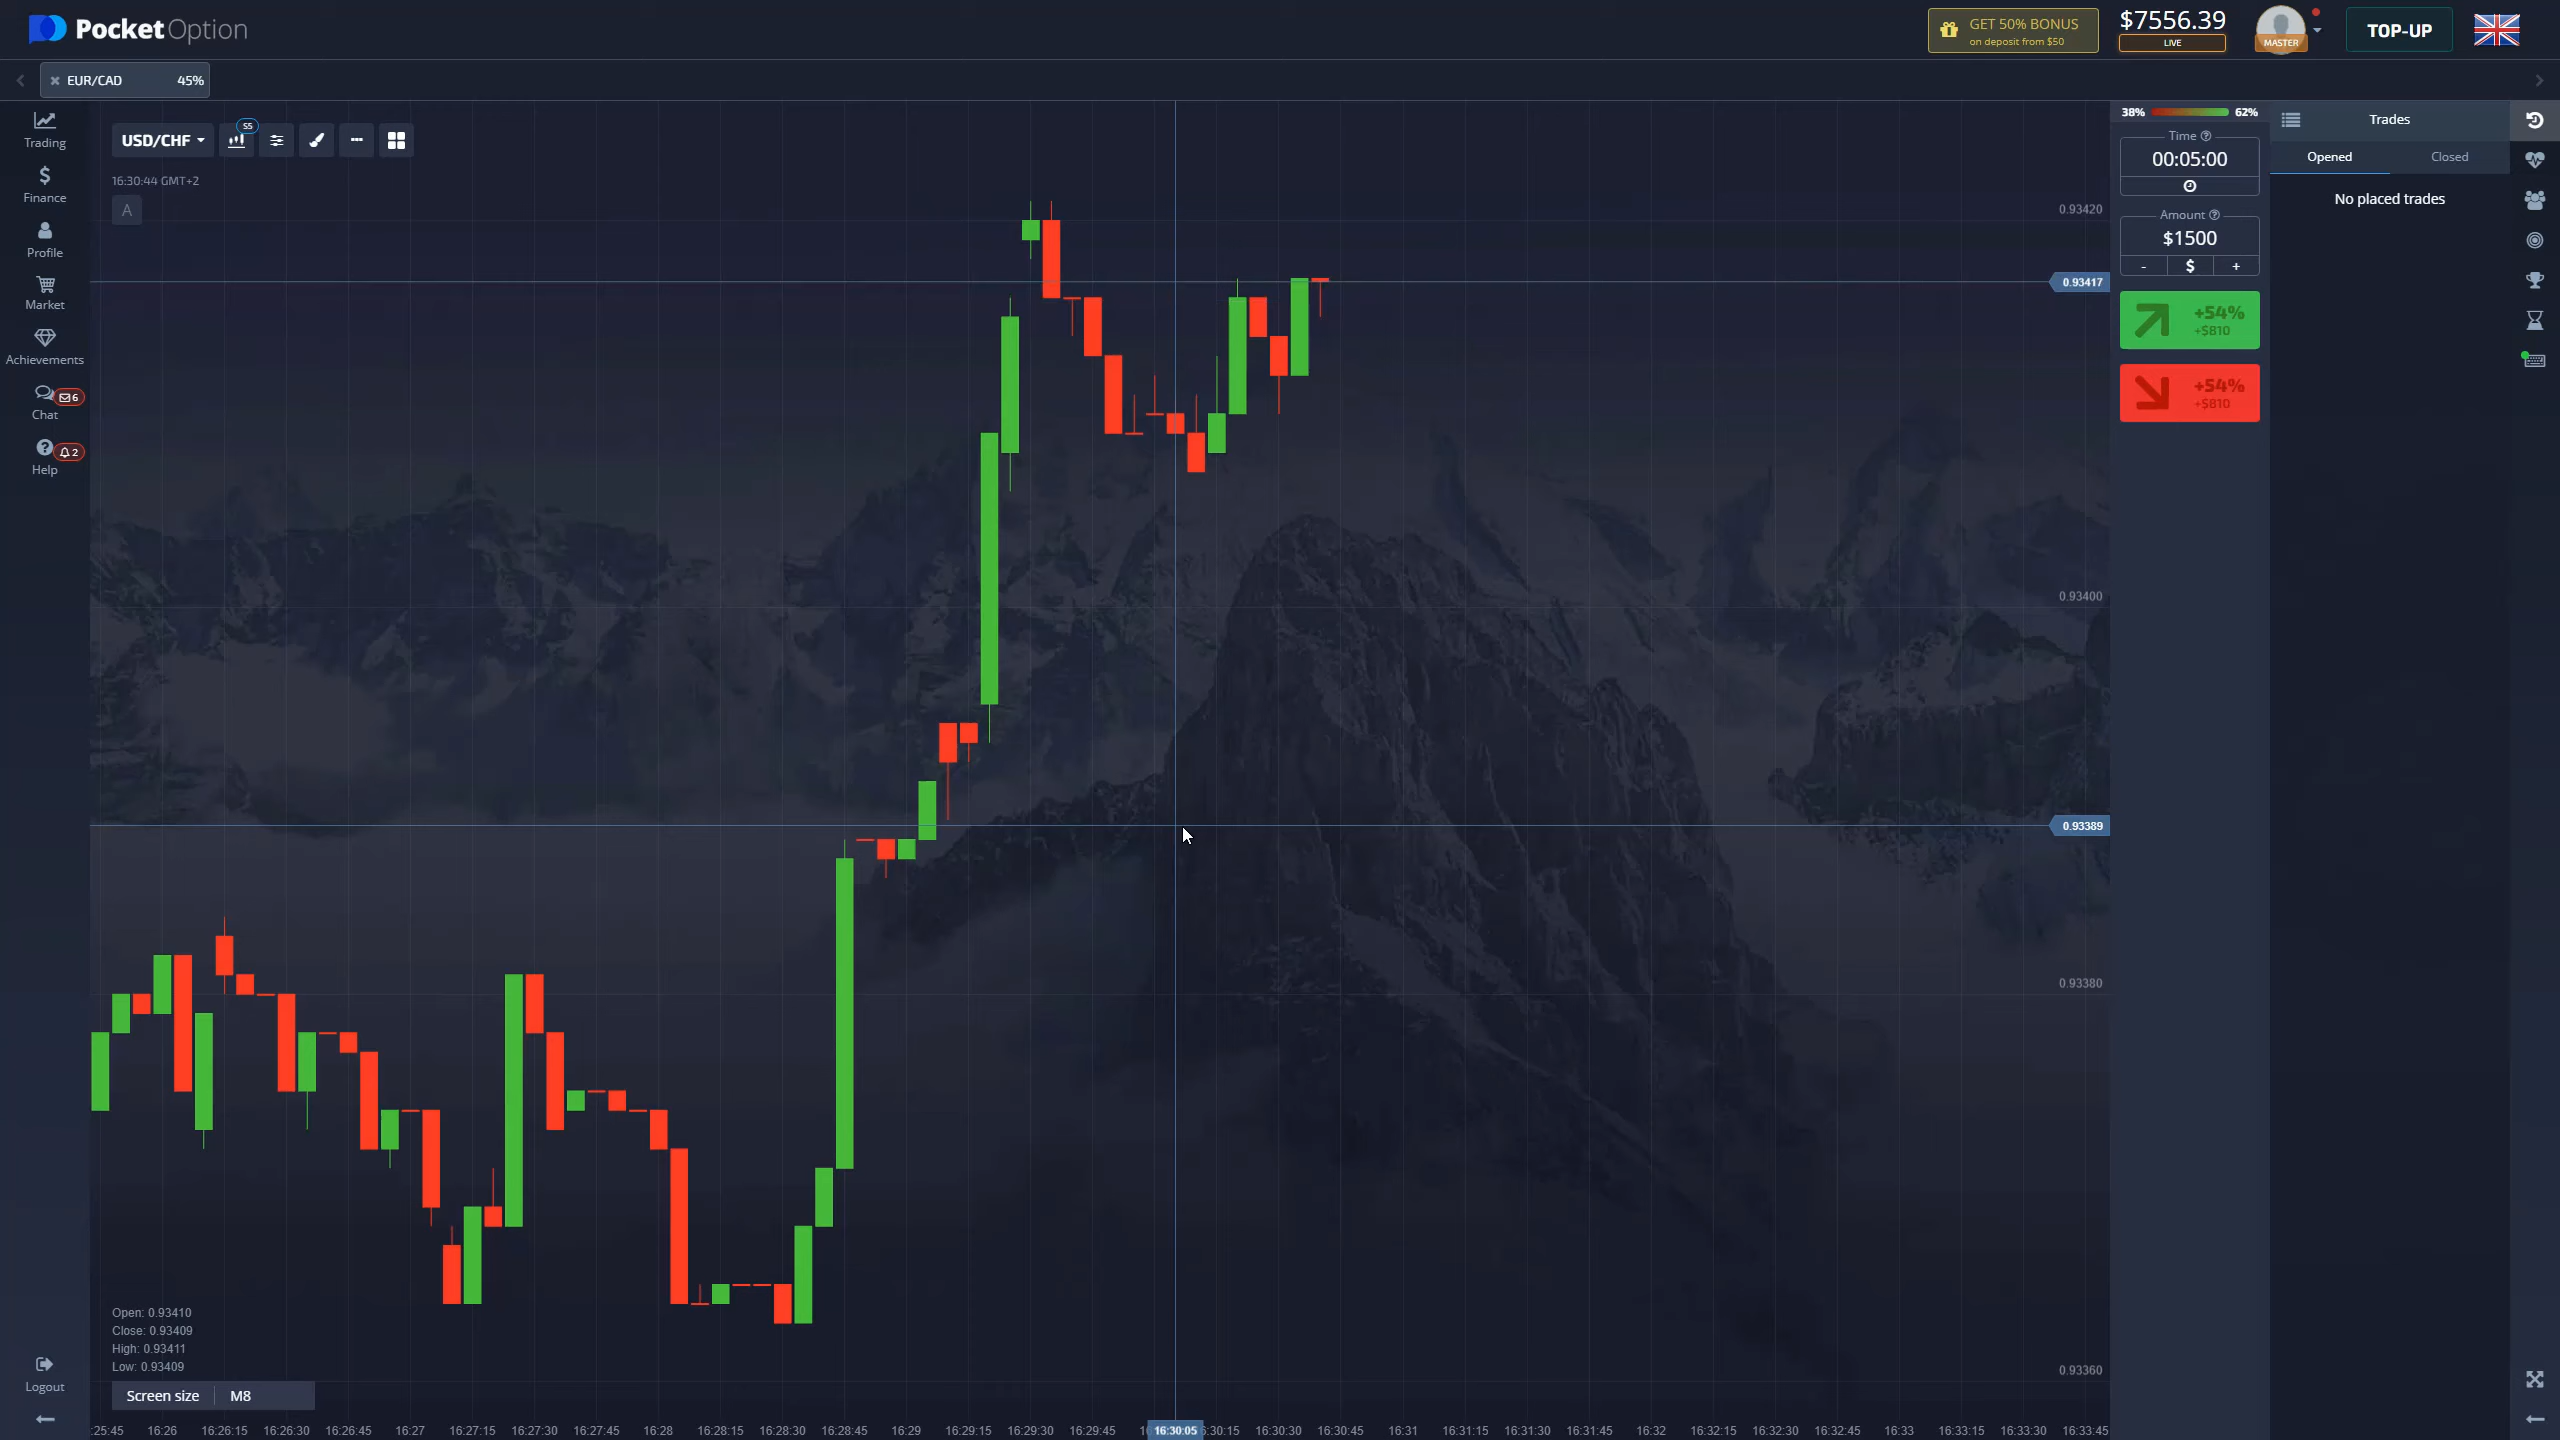 PocketOption
GET 50% BONUS
on deposit from $50
$7556.39
LIVE
MASTER
TOP-UP
EUR/CAD 45%
Trading
Finance
Profile
Market
Achievements
6
Chat
2
Help
Logout
USD/CHF
S5
16:30:44 GMT+2
A
0.93420
0.93417
0.93400
0.93389
0.93380
0.93360
38% 62%
Time
00:05:00
Amount
$1500
- $ +
+54%
+$810
+54%
+$810
Trades
Opened Closed
No placed trades
Open: 0.93410
Close: 0.93409
High: 0.93411
Low: 0.93409
Screen size M8
:25:45 16:26 16:26:15 16:26:30 16:26:45 16:27 16:27:15 16:27:30 16:27:45 16:28 16:28:15 16:28:30 16:28:45 16:29 16:29:15 16:29:30 16:29:45 16:30:05 :30:15 16:30:30 16:30:45 16:31 16:31:15 16:31:30 16:31:45 16:32 16:32:15 16:32:30 16:32:45 16:33 16:33:15 16:33:30 16:33:45